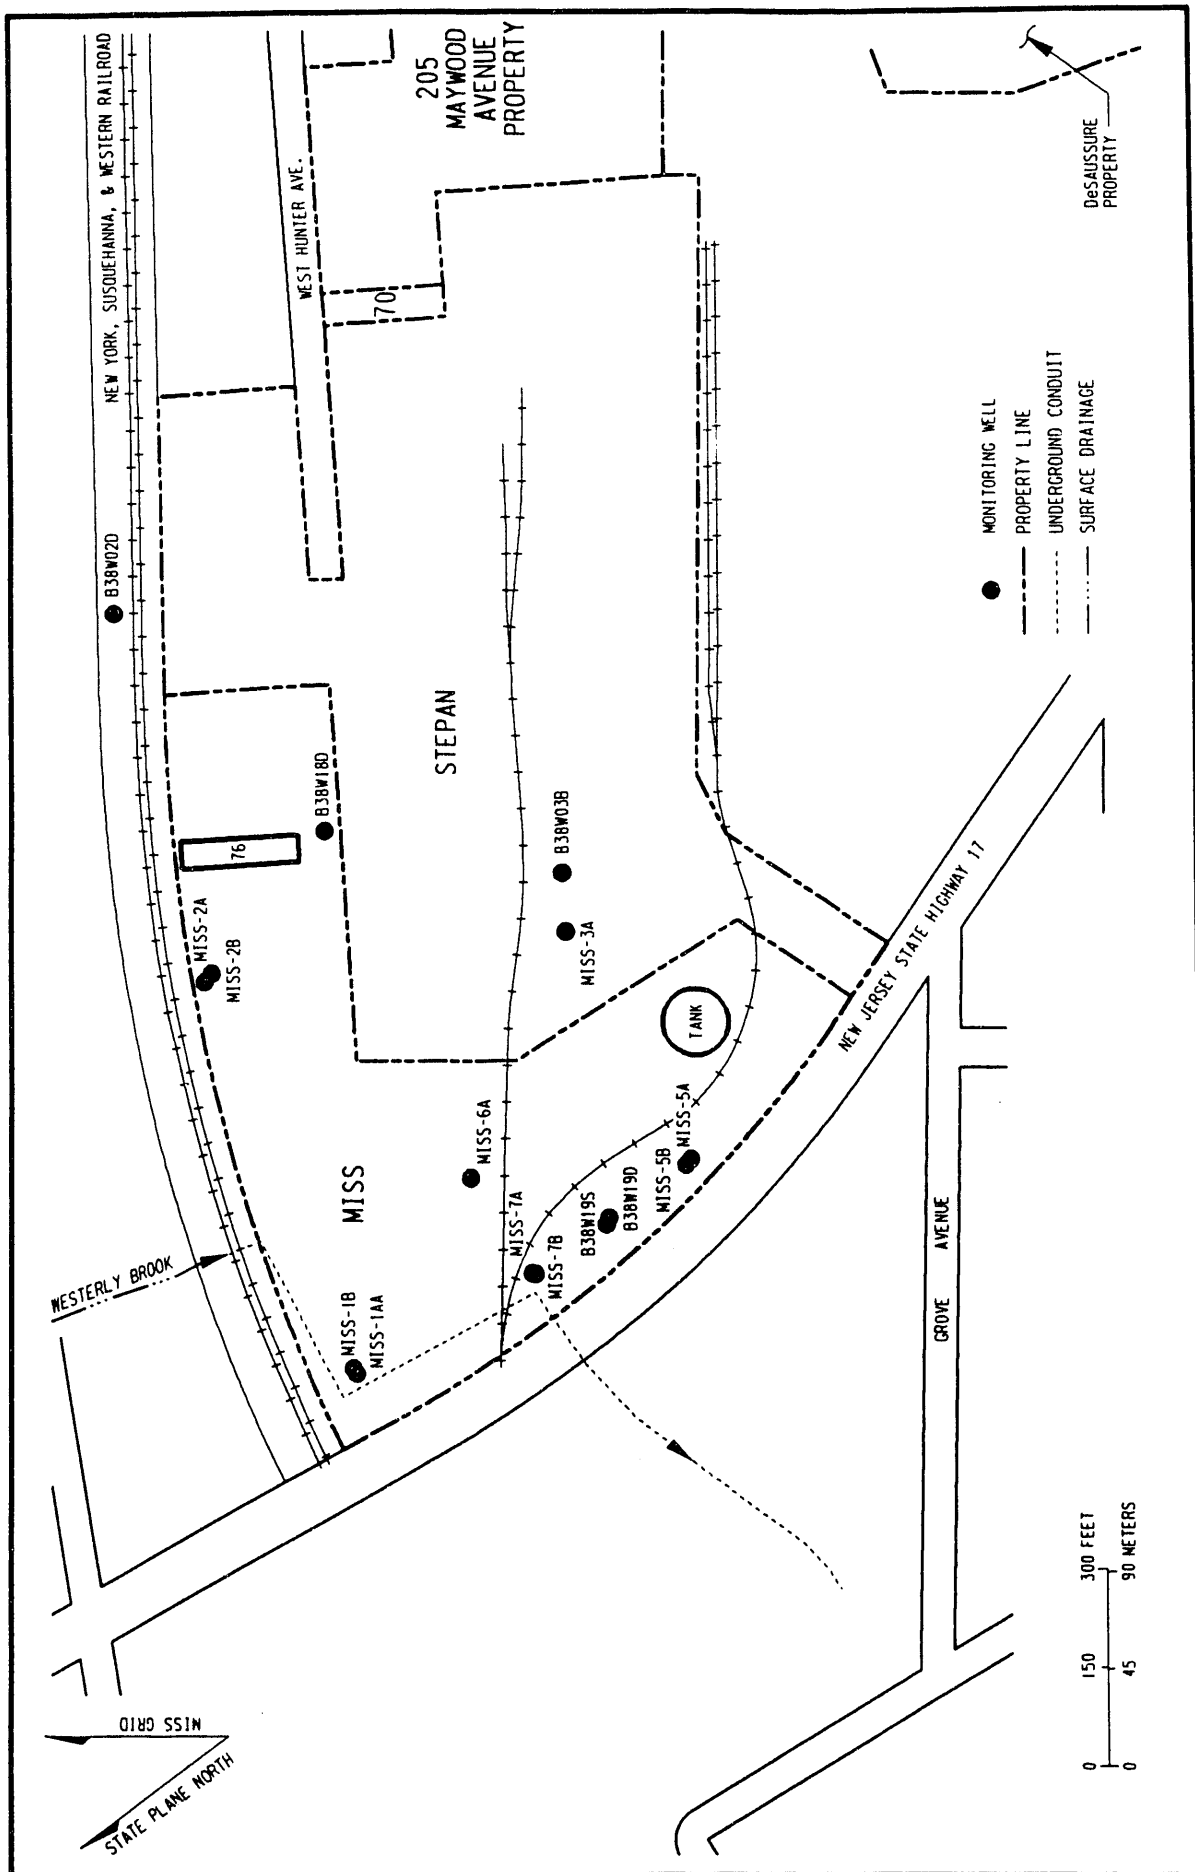 NEW YORK, SUSQUEHANNA, & WESTERN RAILROAD
205
MAYWOOD
AVENUE
PROPERTY
WEST HUNTER AVE.
70
DeSAUSSURE
PROPERTY
B38W02D
STEPAN
B38W18D
76
B38W03B
MISS-3A
MISS-2A
MISS-2B
TANK
NEW JERSEY STATE HIGHWAY 17
MISS
MISS-6A
MISS-7A
MISS-7B
B38W19S
B38W19D
MISS-5B
MISS-5A
WESTERLY BROOK
MISS-1B
MISS-1AA
GROVE AVENUE
MONITORING WELL
PROPERTY LINE
UNDERGROUND CONDUIT
SURFACE DRAINAGE
MISS GRID
STATE PLANE NORTH
0 150 300 FEET
0 45 90 METERS